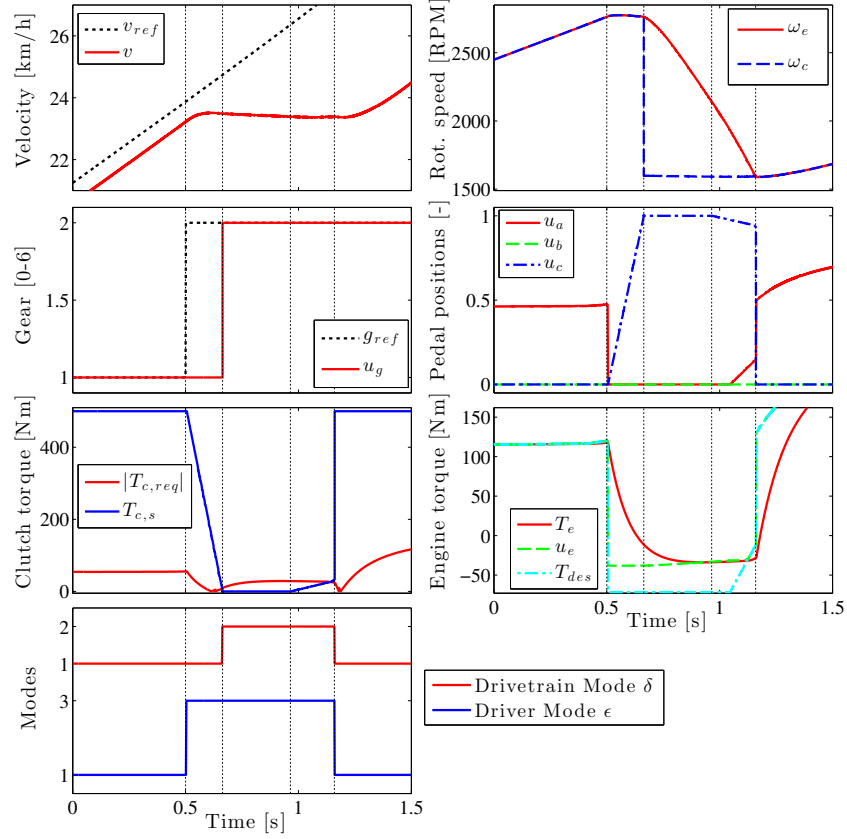 Velocity [km/h]
26
24
22
v_ref
v
Rot. speed [RPM]
2500
2000
1500
ω_e
ω_c
Gear [0-6]
2
1.5
1
g_ref
u_g
Pedal positions [-]
1
0.5
0
u_a
u_b
u_c
Clutch torque [Nm]
400
200
0
|T_c,req|
T_c,s
Engine torque [Nm]
100
50
0
−50
T_e
u_e
T_des
0
0.5
1
1.5
Time [s]
Modes
2
1
3
1
0
0.5
1
1.5
Time [s]
Drivetrain Mode δ
Driver Mode ϵ